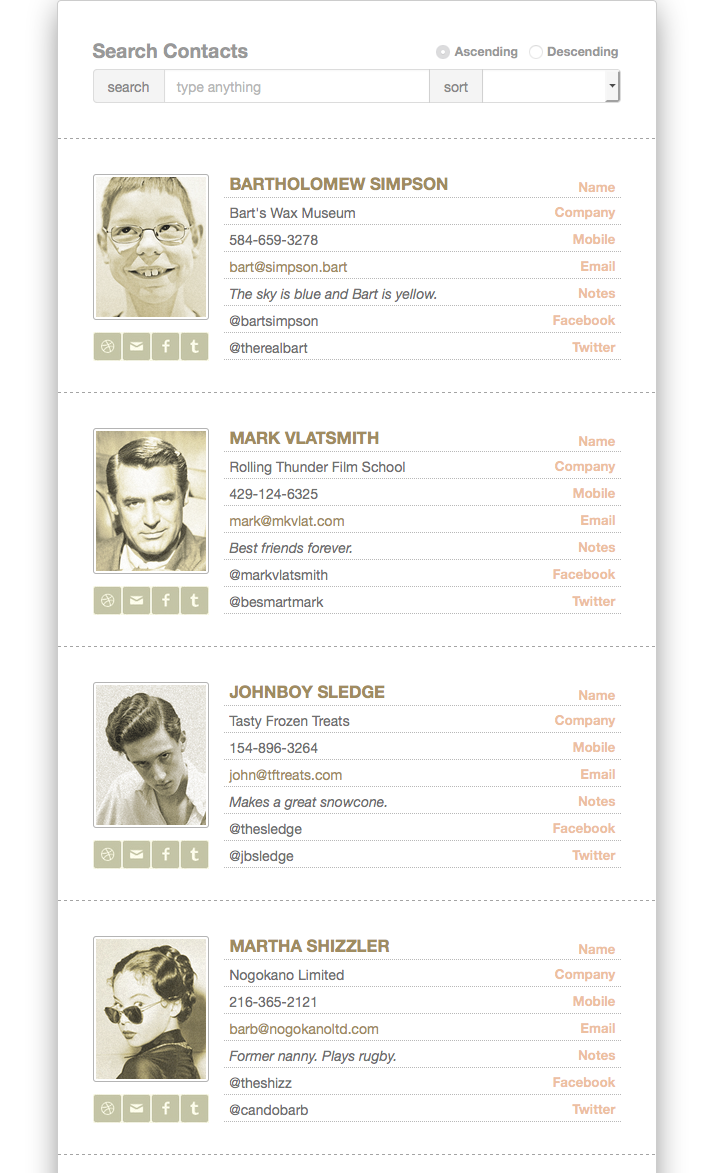 Search Contacts Ascending Descending
search type anything sort
BARTHOLOMEW SIMPSON Name
Bart's Wax Museum Company
584-659-3278 Mobile
bart@simpson.bart Email
The sky is blue and Bart is yellow. Notes
@bartsimpson Facebook
@therealbart Twitter
MARK VLATSMITH Name
Rolling Thunder Film School Company
429-124-6325 Mobile
mark@mkvlat.com Email
Best friends forever. Notes
@markvlatsmith Facebook
@besmartmark Twitter
JOHNBOY SLEDGE Name
Tasty Frozen Treats Company
154-896-3264 Mobile
john@tftreats.com Email
Makes a great snowcone. Notes
@thesledge Facebook
@jbsledge Twitter
MARTHA SHIZZLER Name
Nogokano Limited Company
216-365-2121 Mobile
barb@nogokanoltd.com Email
Former nanny. Plays rugby. Notes
@theshizz Facebook
@candobarb Twitter